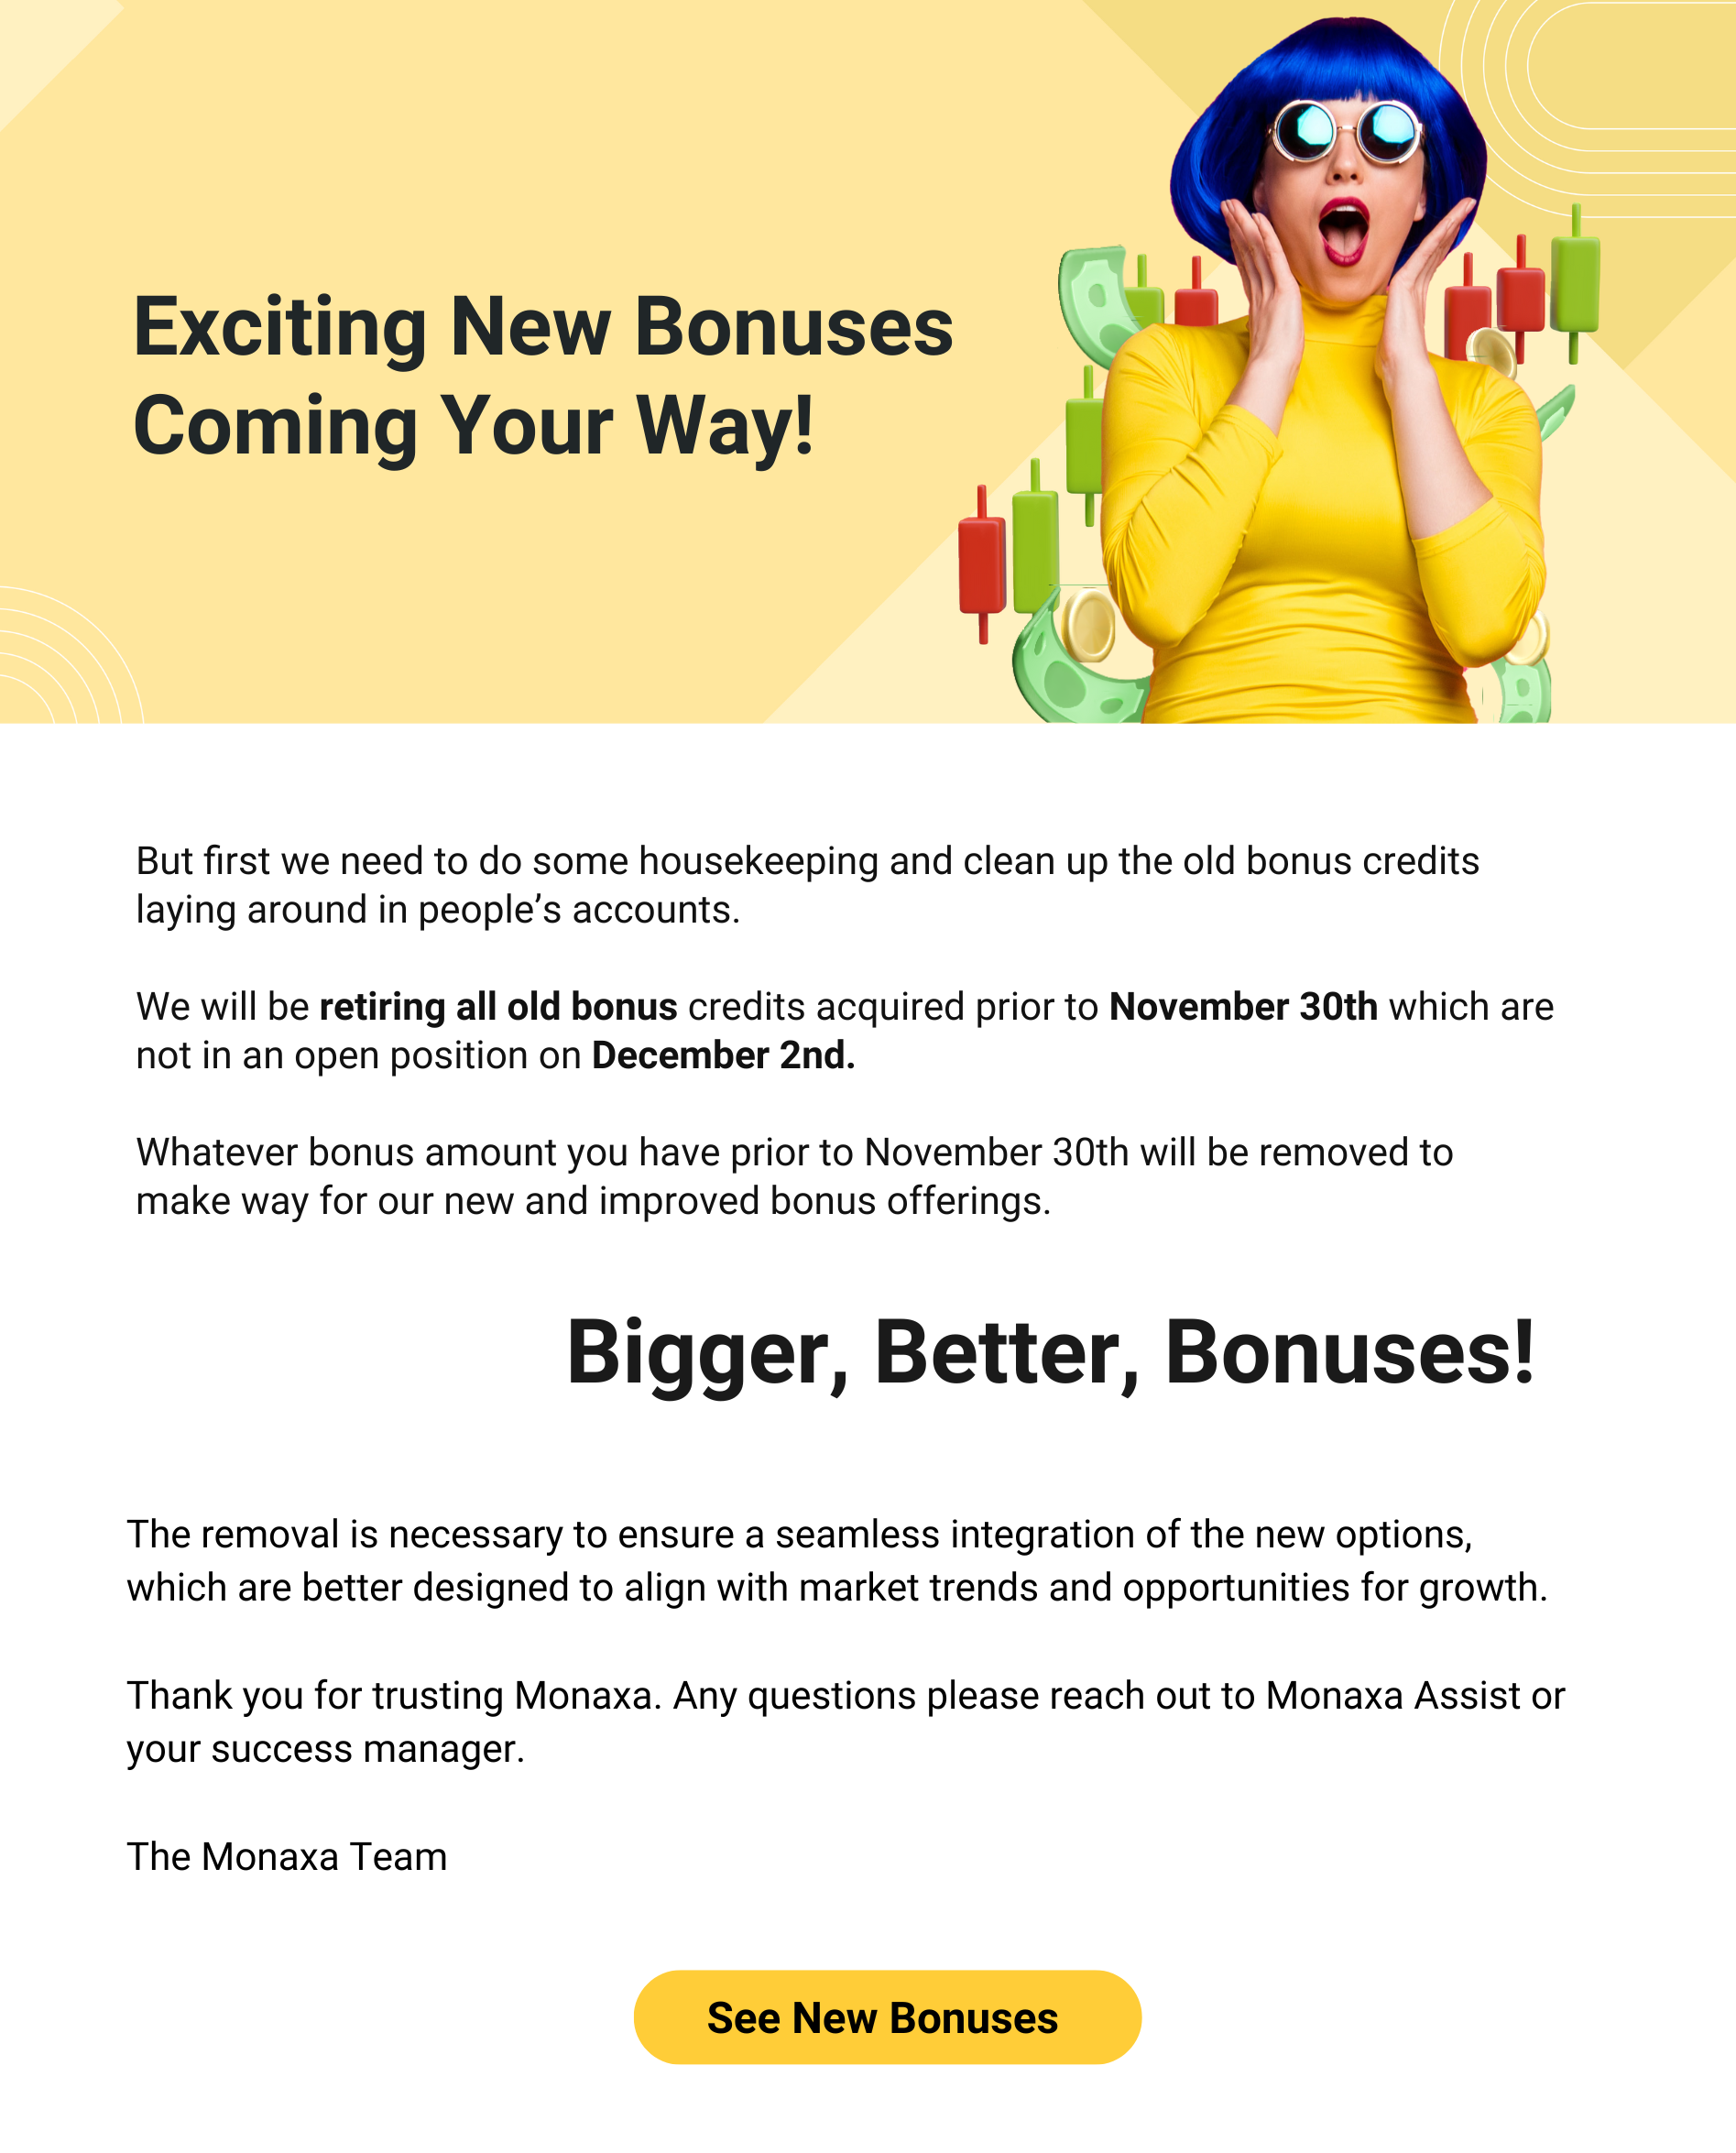 Exciting New Bonuses
Coming Your Way!
But first we need to do some housekeeping and clean up the old bonus credits
laying around in people’s accounts.
We will be retiring all old bonus credits acquired prior to November 30th which are
not in an open position on December 2nd.
Whatever bonus amount you have prior to November 30th will be removed to
make way for our new and improved bonus offerings.
Bigger, Better, Bonuses!
The removal is necessary to ensure a seamless integration of the new options,
which are better designed to align with market trends and opportunities for growth.
Thank you for trusting Monaxa. Any questions please reach out to Monaxa Assist or
your success manager.
The Monaxa Team
See New Bonuses